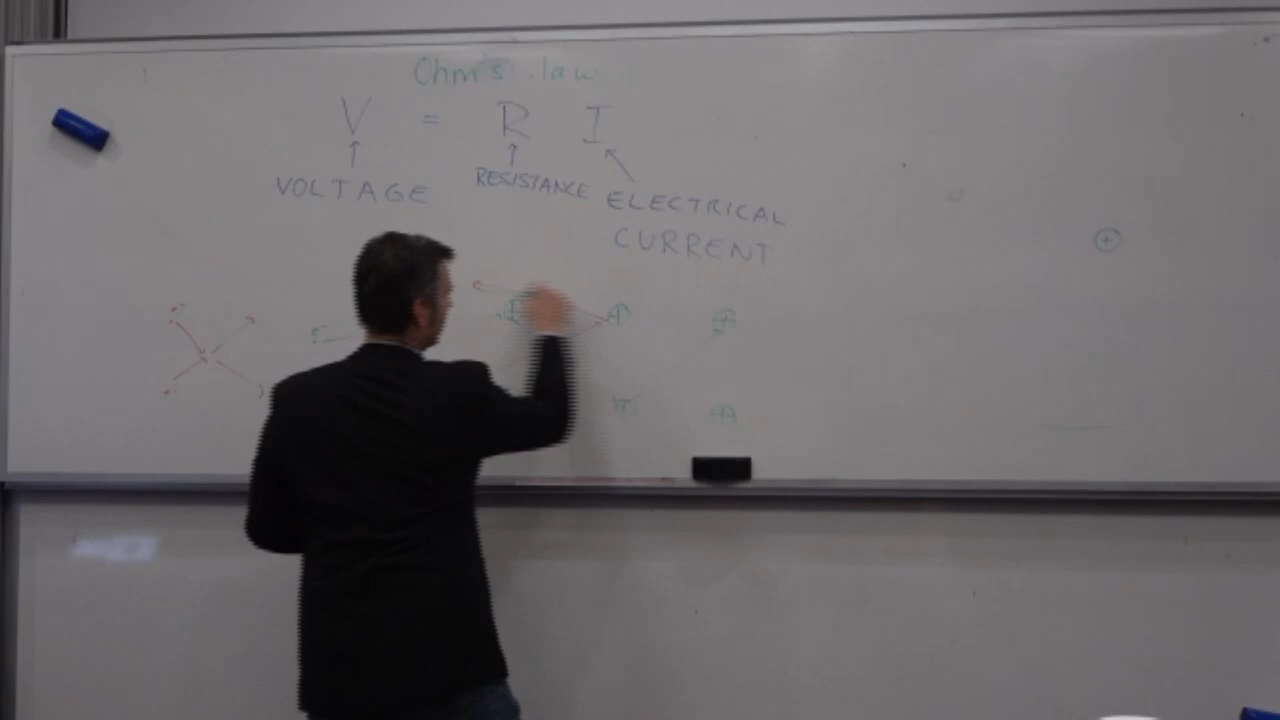 Ohm's law
V = R I
VOLTAGE RESISTANCE ELECTRICAL
CURRENT
+
+ + +
+